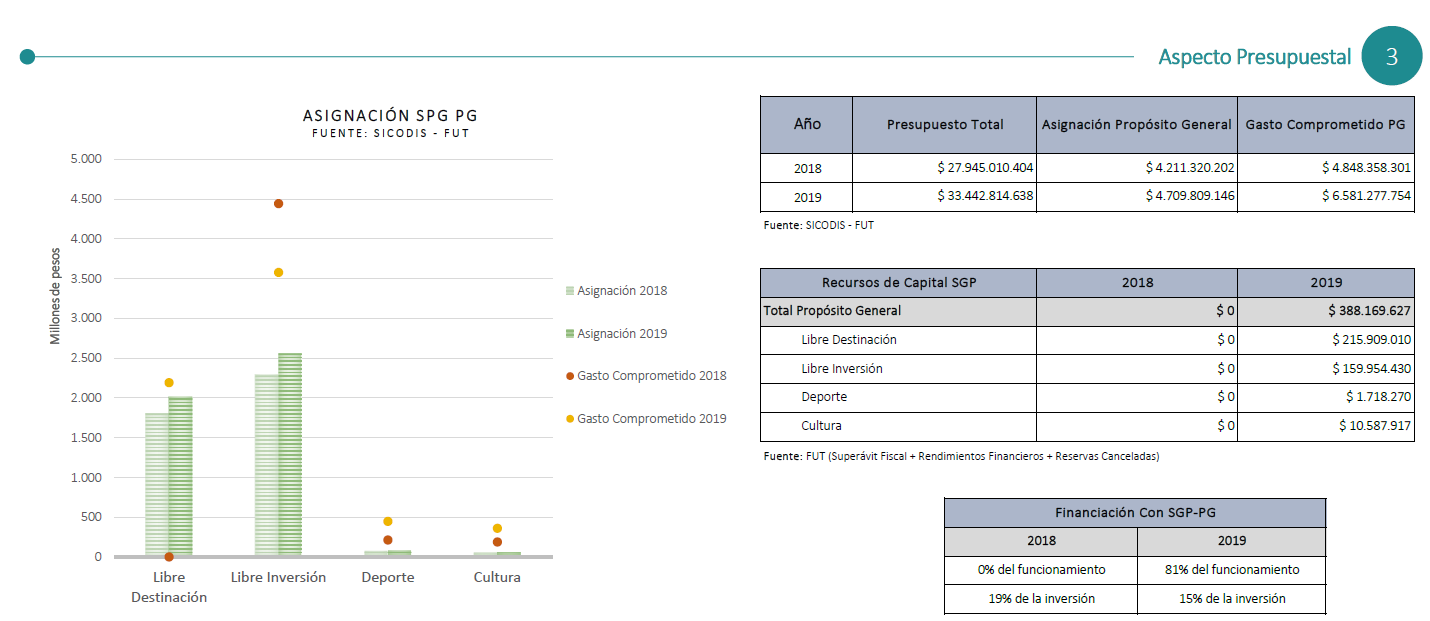 Aspecto Presupuestal
3
ASIGNACIÓN SPG PG
FUENTE: SICODIS - FUT
5.000
4.500
4.000
3.500
3.000
2.500
2.000
1.500
1.000
500
0
Millones de pesos
Libre Destinación
Libre Inversión
Deporte
Cultura
Asignación 2018
Asignación 2019
Gasto Comprometido 2018
Gasto Comprometido 2019
Año Presupuesto Total Asignación Propósito General Gasto Comprometido PG
2018 $ 27.945.010.404 $ 4.211.320.202 $ 4.848.358.301
2019 $ 33.442.814.638 $ 4.709.809.146 $ 6.581.277.754
Fuente: SICODIS - FUT
Recursos de Capital SGP 2018 2019
Total Propósito General $ 0 $ 388.169.627
Libre Destinación $ 0 $ 215.909.010
Libre Inversión $ 0 $ 159.954.430
Deporte $ 0 $ 1.718.270
Cultura $ 0 $ 10.587.917
Fuente: FUT (Superávit Fiscal + Rendimientos Financieros + Reservas Canceladas)
Financiación Con SGP-PG
2018 2019
0% del funcionamiento 81% del funcionamiento
19% de la inversión 15% de la inversión